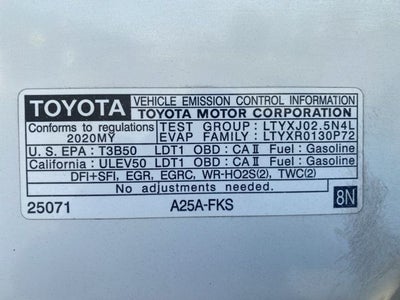 TOYOTA VEHICLE EMISSION CONTROL INFORMATION
TOYOTA MOTOR CORPORATION
Conforms to regulations TEST GROUP : LTYXJ02.5N4L
2020MY EVAP FAMILY : LTYXR0130P72
U.S. EPA : T3B50 LDT1 OBD : CA II Fuel : Gasoline
California : ULEV50 LDT1 OBD : CA II Fuel : Gasoline
DFI+SFI, EGR, EGRC, WR-HO2S(2), TWC(2)
No adjustments needed.
25071 A25A-FKS 8N